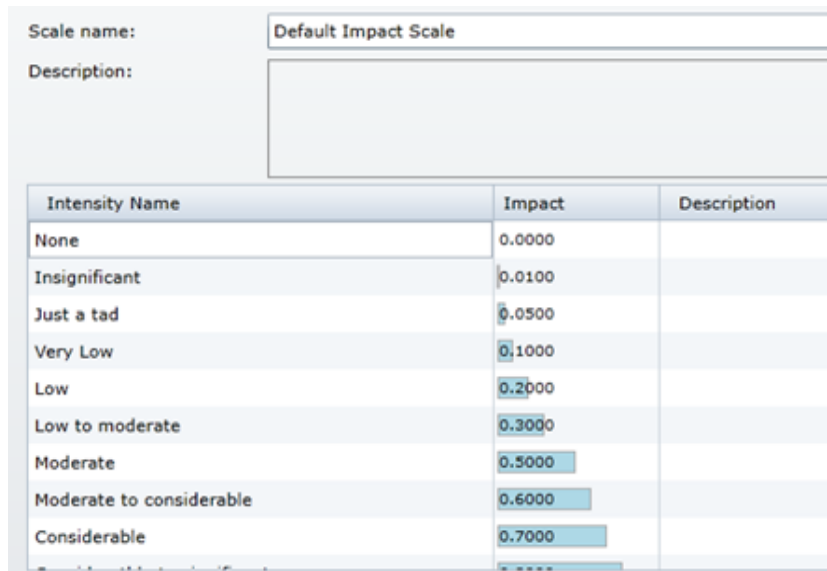 Scale name: Default Impact Scale
Description:
Intensity Name Impact Description
None 0.0000
Insignificant 0.0100
Just a tad 0.0500
Very Low 0.1000
Low 0.2000
Low to moderate 0.3000
Moderate 0.5000
Moderate to considerable 0.6000
Considerable 0.7000